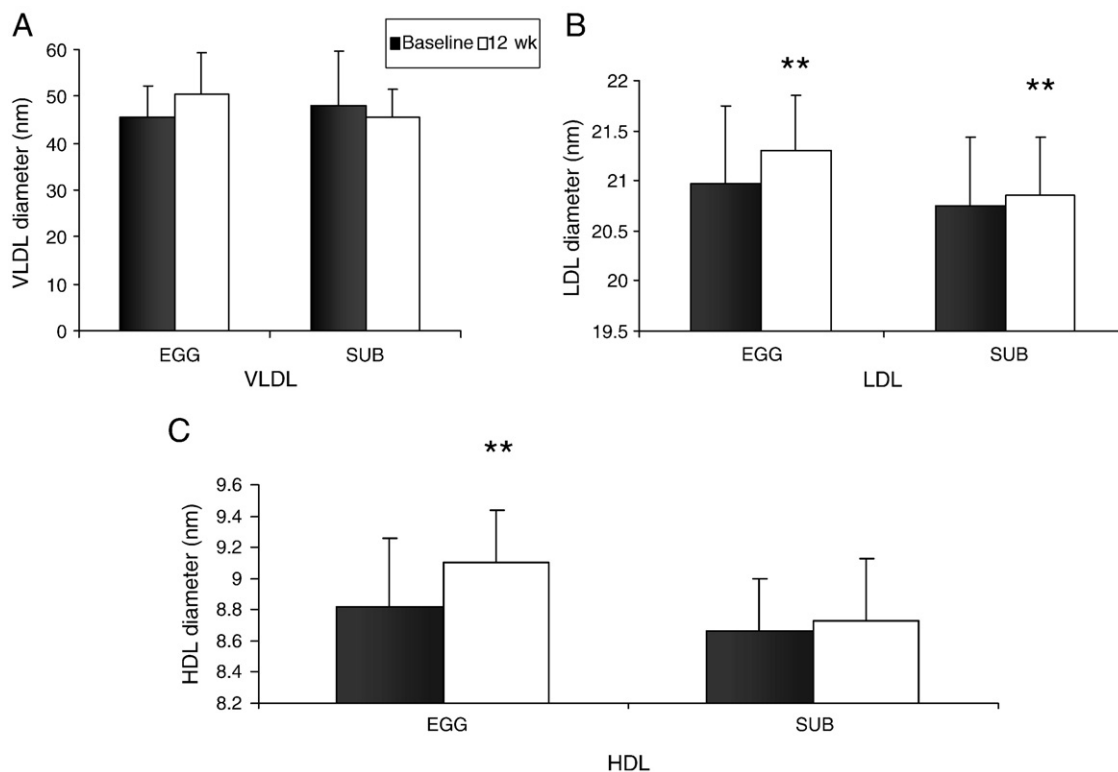 A
Baseline 12 wk
VLDL diameter (nm)
60
50
40
30
20
10
0
EGG SUB
VLDL
B
** **
LDL diameter (nm)
22
21.5
21
20.5
20
19.5
EGG SUB
LDL
C
**
HDL diameter (nm)
9.6
9.4
9.2
9
8.8
8.6
8.4
8.2
EGG SUB
HDL